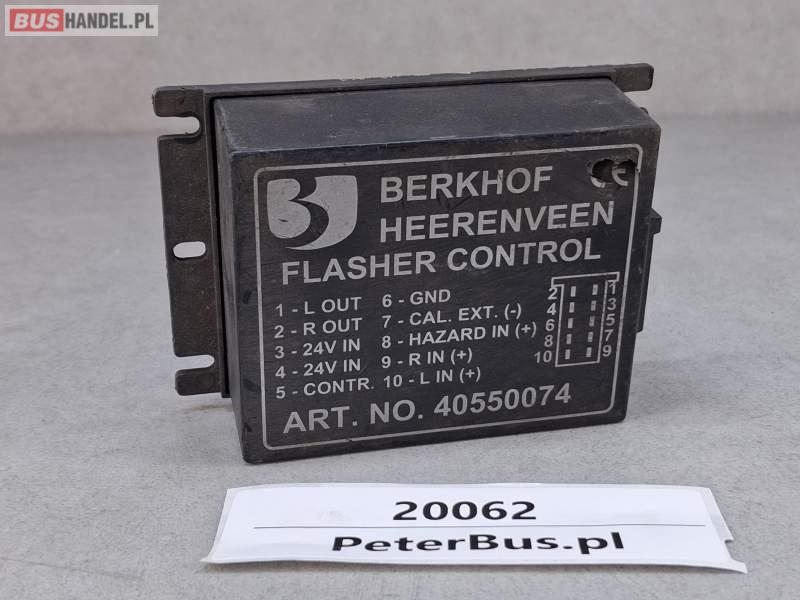 BUSHANDEL.PL
BERKHOF
HEERENVEEN
FLASHER CONTROL
CE
1 - L OUT 6 - GND
2 - R OUT 7 - CAL. EXT. (-)
3 - 24V IN 8 - HAZARD IN (+)
4 - 24V IN 9 - R IN (+)
5 - CONTR. 10 - L IN (+)
2 1
4 3
6 5
8 7
10 9
ART. NO. 40550074
20062
PeterBus.pl